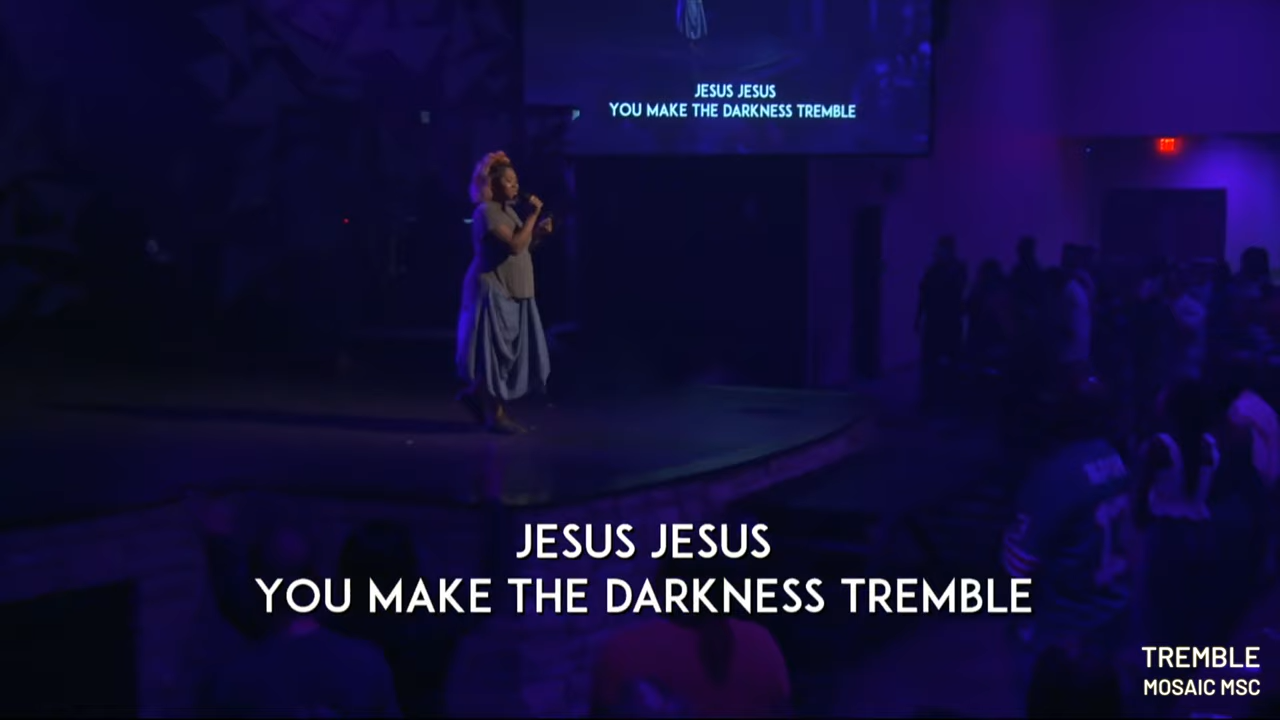 JESUS JESUS
YOU MAKE THE DARKNESS TREMBLE
JESUS JESUS
YOU MAKE THE DARKNESS TREMBLE
TREMBLE
MOSAIC MSC